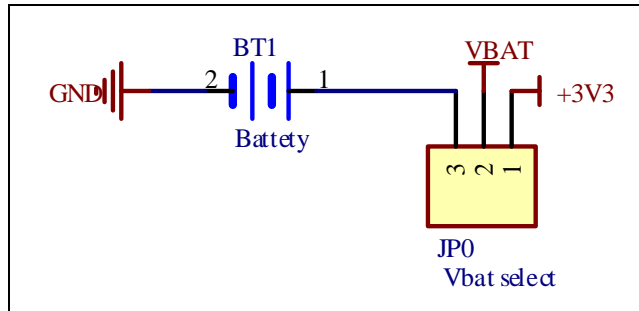 BT1
VBAT
GND
2
1
+3V3
Battety
3
2
1
JP0
Vbat select